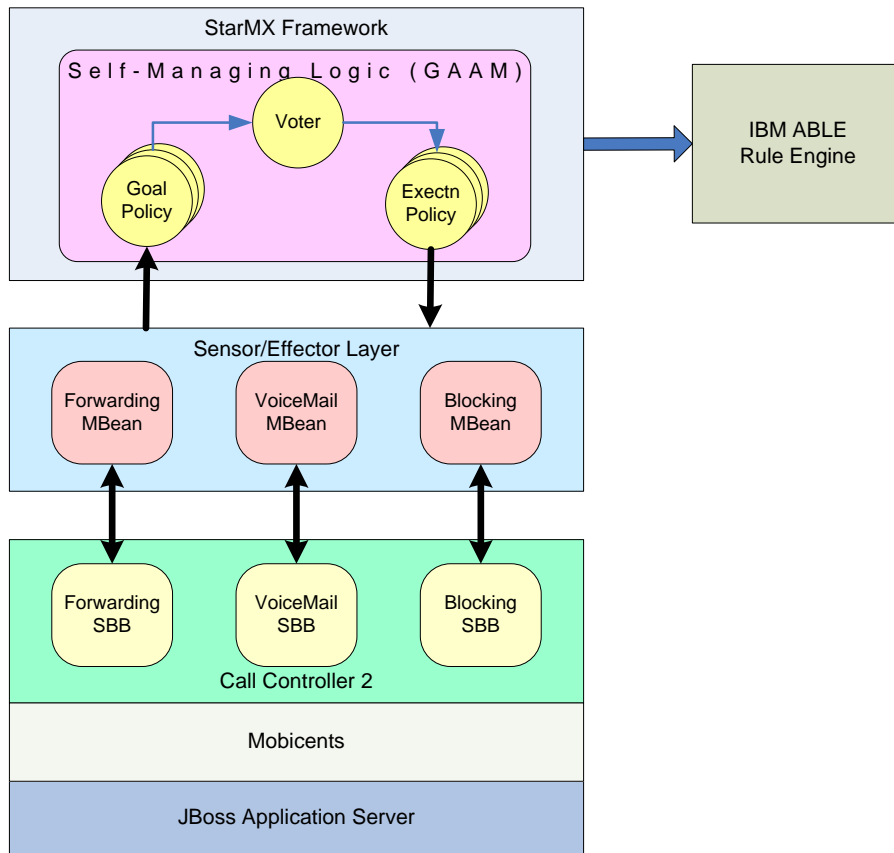 StarMX Framework
Self-Managing Logic (GAAM)
Voter
Goal
Policy
Exectn
Policy
IBM ABLE
Rule Engine
Sensor/Effector Layer
Forwarding
MBean
VoiceMail
MBean
Blocking
MBean
Forwarding
SBB
VoiceMail
SBB
Blocking
SBB
Call Controller 2
Mobicents
JBoss Application Server